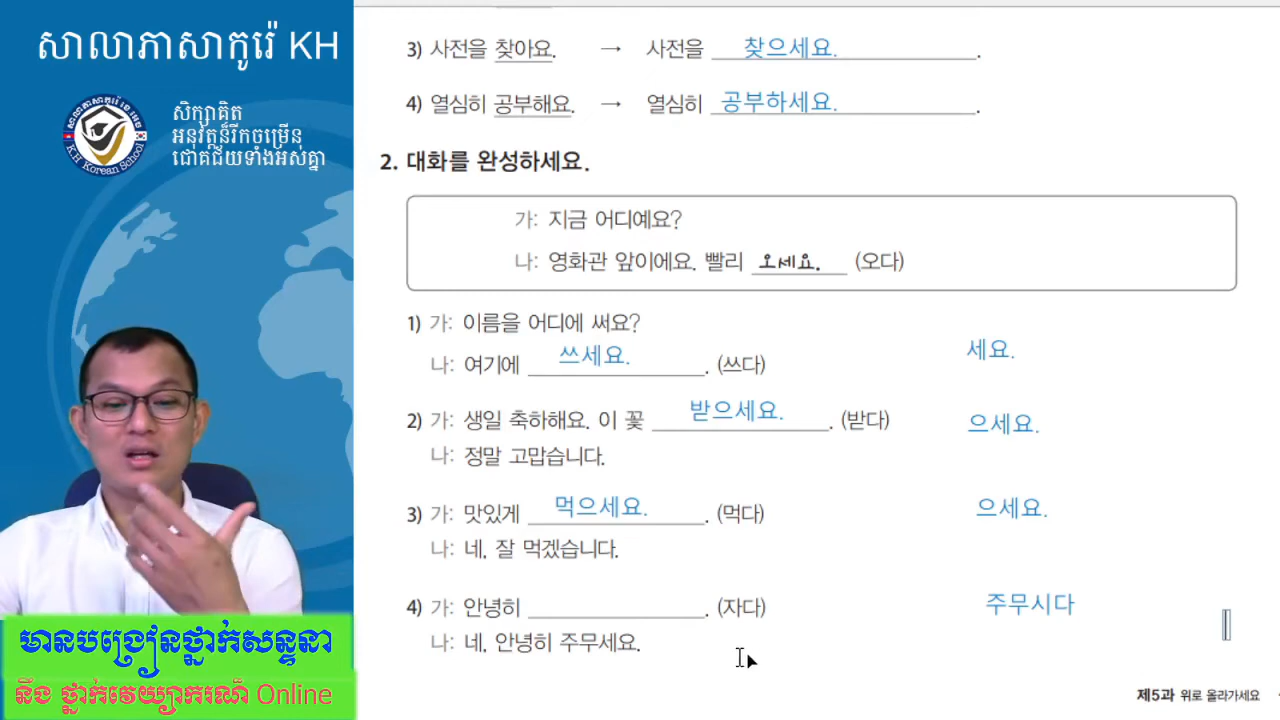 សាលាភាសាកូរ៉េ KH
សិក្សាគិត
អនុវត្តន៍រីកចម្រើន
ជោគជ័យទាំងអស់គ្នា
សាលាភាសាកូរ៉េ ខេ អេច
K.H Korean School
មានបង្រៀនថ្នាក់សន្ទនា
នឹង ថ្នាក់វេយ្យាករណ៍ Online
3) 사전을 찾아요. → 사전을 찾으세요. .
4) 열심히 공부해요. → 열심히 공부하세요. .
2. 대화를 완성하세요.
가: 지금 어디예요?
나: 영화관 앞이에요. 빨리 오세요. (오다)
1) 가: 이름을 어디에 써요?
나: 여기에 쓰세요. . (쓰다) 세요.
2) 가: 생일 축하해요. 이 꽃 받으세요. . (받다) 으세요.
나: 정말 고맙습니다.
3) 가: 맛있게 먹으세요. . (먹다) 으세요.
나: 네, 잘 먹겠습니다.
4) 가: 안녕히 . (자다) 주무시다
나: 네, 안녕히 주무세요.
제5과 위로 올라가세요